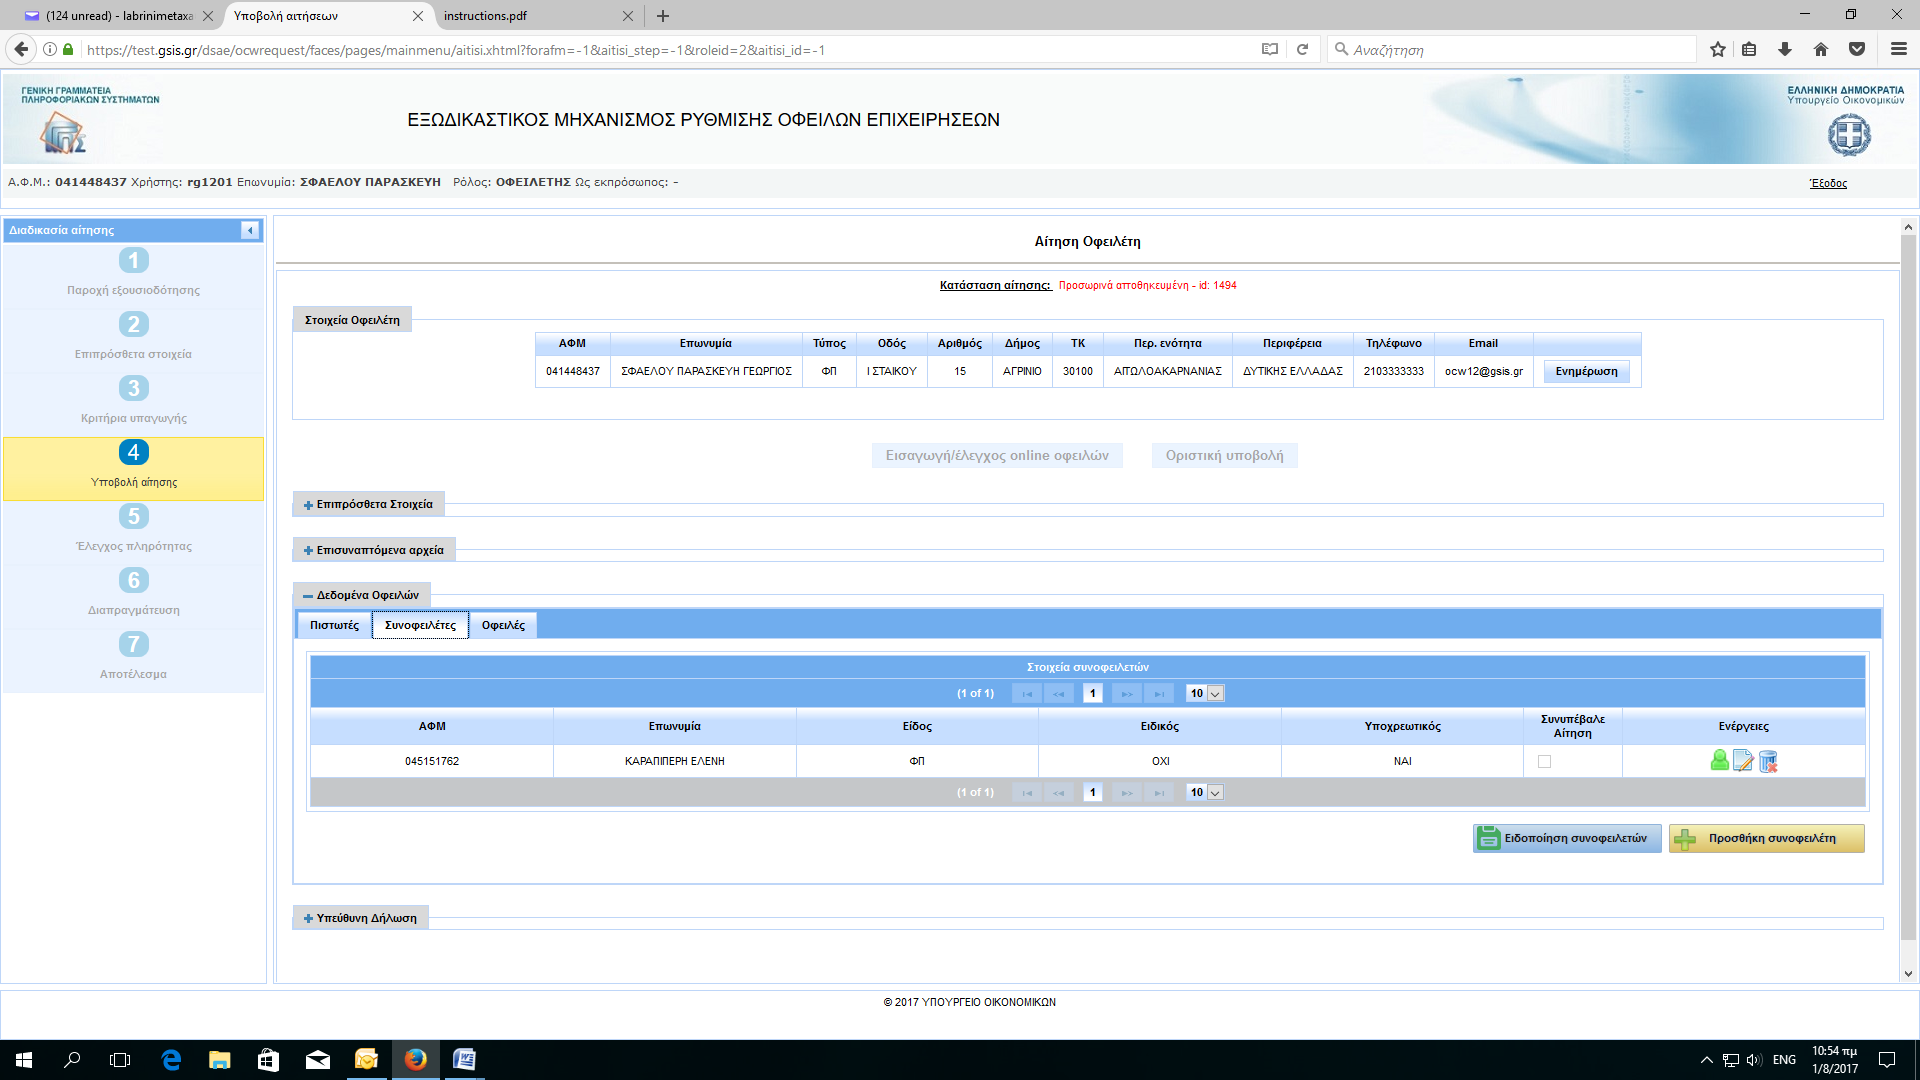 (124 unread) - labrinimetaxa
Υποβολή αιτήσεων
instructions.pdf
https://test.gsis.gr/dsae/ocwrequest/faces/pages/mainmenu/aitisi.xhtml?forafm=-1&aitisi_step=-1&roleid=2&aitisi_id=-1
Αναζήτηση
ΓΕΝΙΚΗ ΓΡΑΜΜΑΤΕΙΑ
ΠΛΗΡΟΦΟΡΙΑΚΩΝ ΣΥΣΤΗΜΑΤΩΝ
ΕΞΩΔΙΚΑΣΤΙΚΟΣ ΜΗΧΑΝΙΣΜΟΣ ΡΥΘΜΙΣΗΣ ΟΦΕΙΛΩΝ ΕΠΙΧΕΙΡΗΣΕΩΝ
ΕΛΛΗΝΙΚΗ ΔΗΜΟΚΡΑΤΙΑ
Υπουργείο Οικονομικών
Α.Φ.Μ.: 041448437 Χρήστης: rg1201 Επωνυμία: ΣΦΑΕΛΟΥ ΠΑΡΑΣΚΕΥΗ Ρόλος: ΟΦΕΙΛΕΤΗΣ Ως εκπρόσωπος: -
Έξοδος
Διαδικασία αίτησης
1
Παροχή εξουσιοδότησης
2
Επιπρόσθετα στοιχεία
3
Κριτήρια υπαγωγής
4
Υποβολή αίτησης
5
Έλεγχος πληρότητας
6
Διαπραγμάτευση
7
Αποτέλεσμα
Αίτηση Οφειλέτη
Κατάσταση αίτησης: Προσωρινά αποθηκευμένη - id: 1494
Στοιχεία Οφειλέτη
ΑΦΜ Επωνυμία Τύπος Οδός Αριθμός Δήμος ΤΚ Περ. ενότητα Περιφέρεια Τηλέφωνο Email
041448437 ΣΦΑΕΛΟΥ ΠΑΡΑΣΚΕΥΗ ΓΕΩΡΓΙΟΣ ΦΠ Ι ΣΤΑΙΚΟΥ 15 ΑΓΡΙΝΙΟ 30100 ΑΙΤΩΛΟΑΚΑΡΝΑΝΙΑΣ ΔΥΤΙΚΗΣ ΕΛΛΑΔΑΣ 2103333333 ocw12@gsis.gr Ενημέρωση
Εισαγωγή/έλεγχος online οφειλών Οριστική υποβολή
Επιπρόσθετα Στοιχεία
Επισυναπτόμενα αρχεία
Δεδομένα Οφειλών
Πιστωτές Συνοφειλέτες Οφειλές
Στοιχεία συνοφειλετών
(1 of 1) 1 10
ΑΦΜ Επωνυμία Είδος Ειδικός Υποχρεωτικός Συνυπέβαλε Αίτηση Ενέργειες
045151762 ΚΑΡΑΠΙΠΕΡΗ ΕΛΕΝΗ ΦΠ ΟΧΙ ΝΑΙ
(1 of 1) 1 10
Ειδοποίηση συνοφειλετών Προσθήκη συνοφειλέτη
Υπεύθυνη Δήλωση
© 2017 ΥΠΟΥΡΓΕΙΟ ΟΙΚΟΝΟΜΙΚΩΝ
ENG
10:54 πμ
1/8/2017